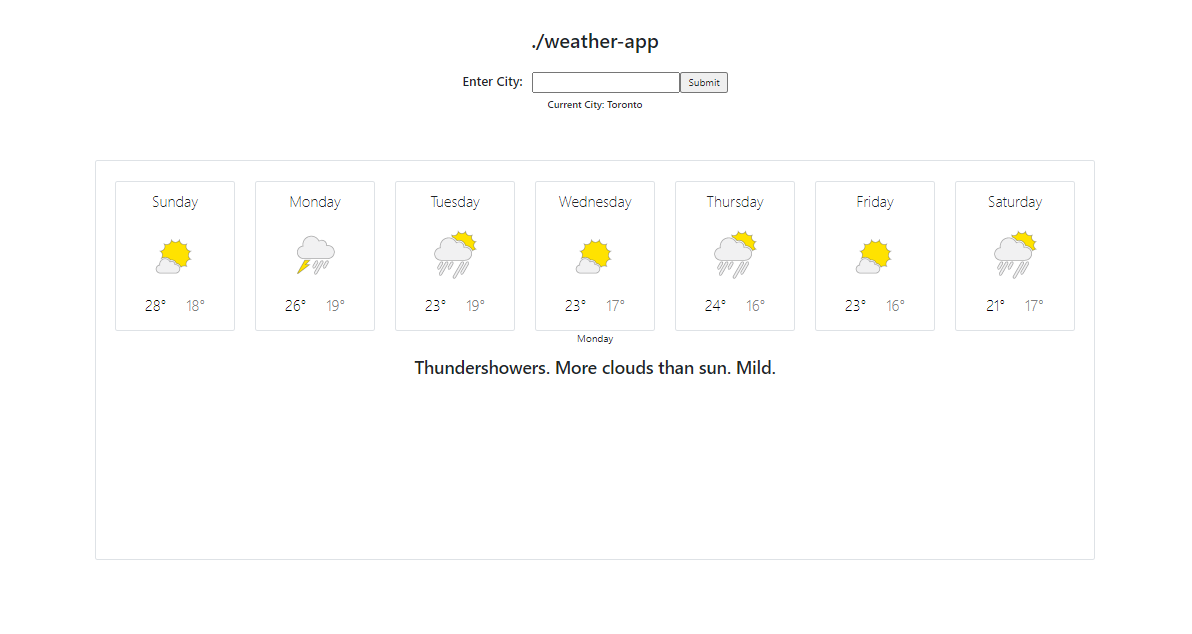 ./weather-app
Enter City: Submit
Current City: Toronto
Sunday Monday Tuesday Wednesday Thursday Friday Saturday
28° 18° 26° 19° 23° 19° 23° 17° 24° 16° 23° 16° 21° 17°
Monday
Thundershowers. More clouds than sun. Mild.